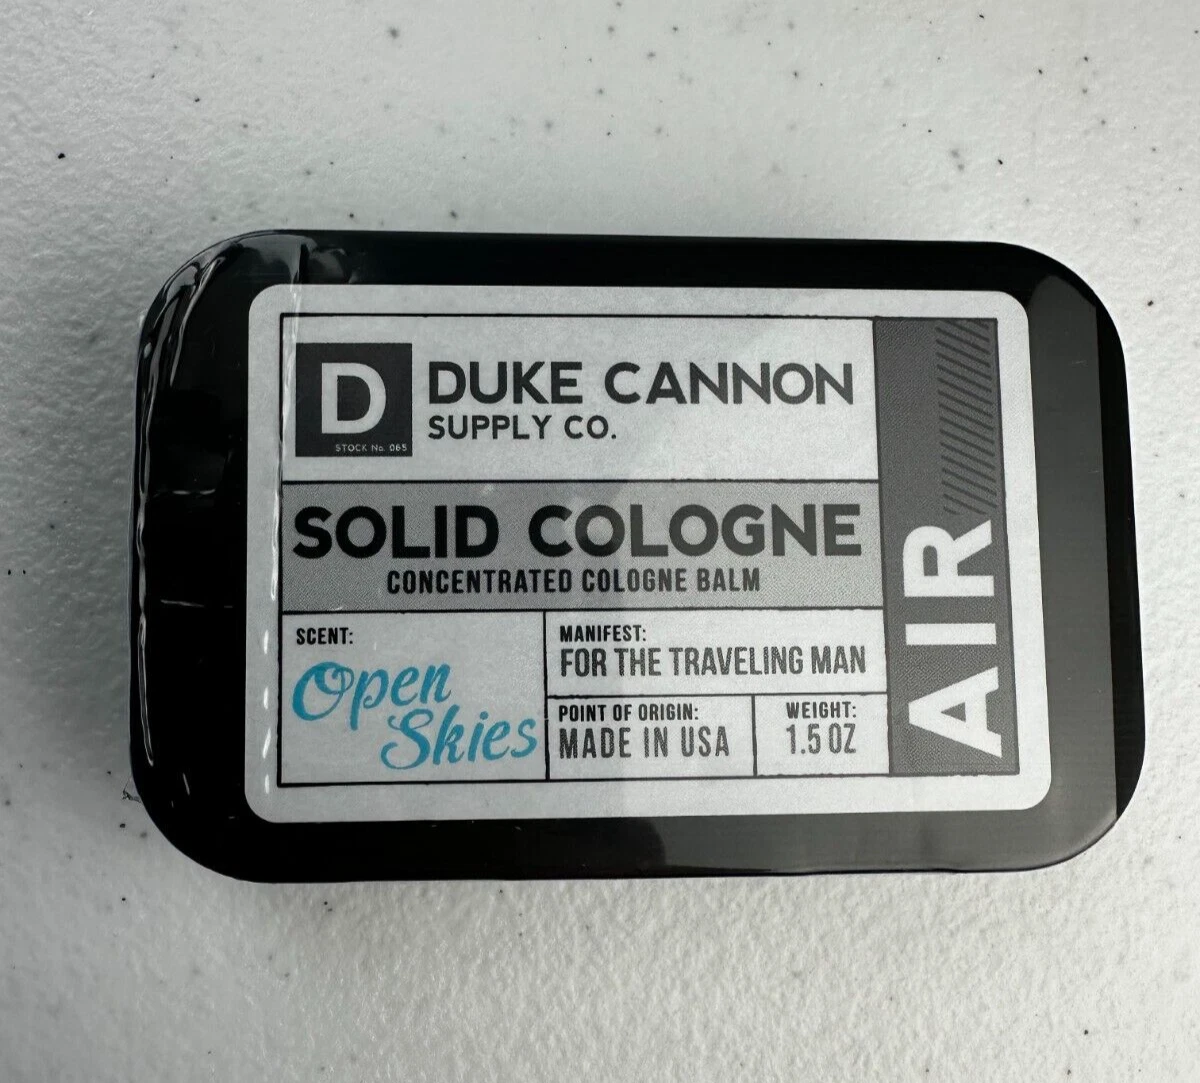 D
STOCK No. 065
DUKE CANNON
SUPPLY CO.
SOLID COLOGNE
CONCENTRATED COLOGNE BALM
SCENT:
Open
Skies
MANIFEST:
FOR THE TRAVELING MAN
POINT OF ORIGIN:
MADE IN USA
WEIGHT:
1.5 OZ
AIR